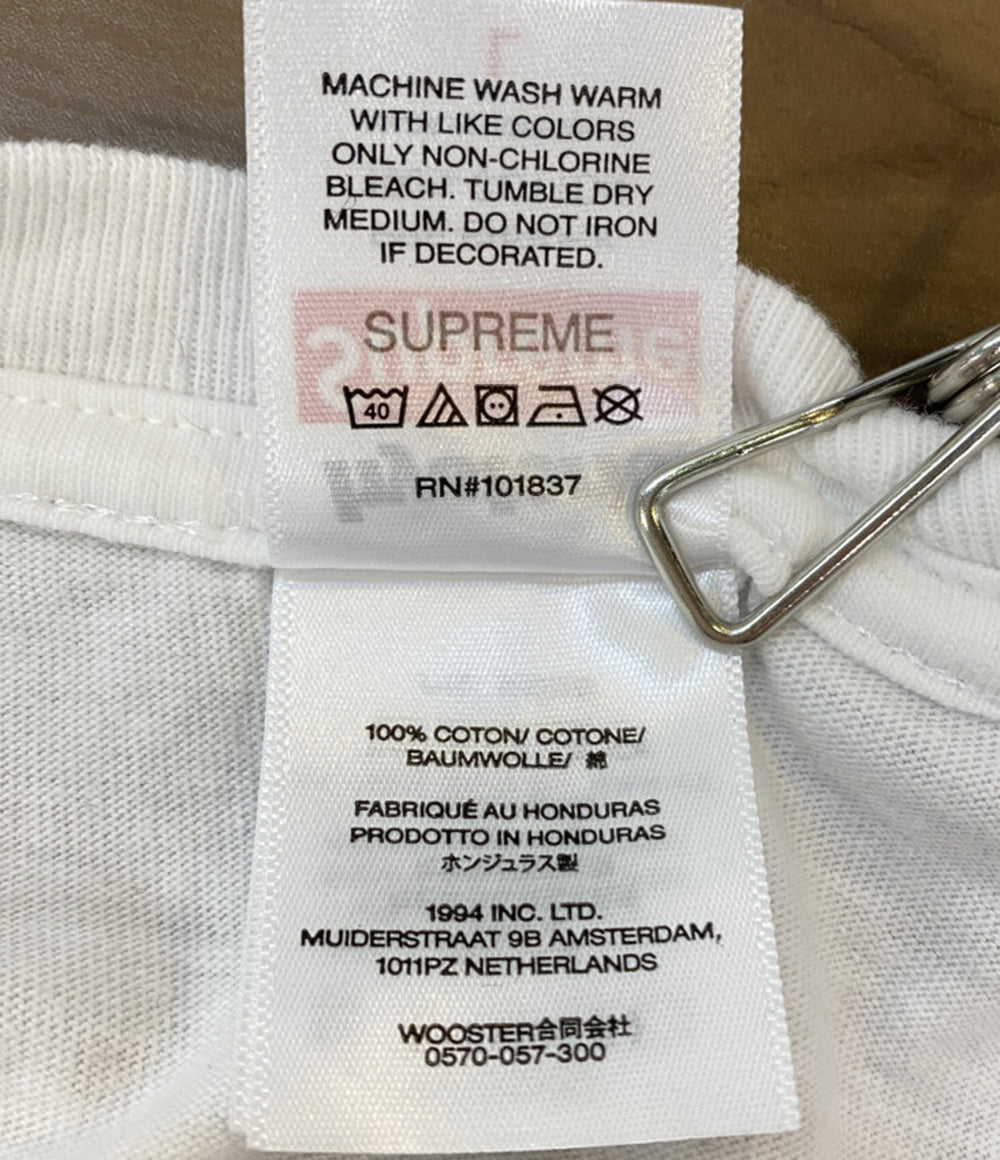 MACHINE WASH WARM
WITH LIKE COLORS
ONLY NON-CHLORINE
BLEACH. TUMBLE DRY
MEDIUM. DO NOT IRON
IF DECORATED.
SUPREME
40
RN#101837
100% COTON/ COTONE/
BAUMWOLLE/ 綿
FABRIQUÉ AU HONDURAS
PRODOTTO IN HONDURAS
ホンジュラス製
1994 INC. LTD.
MUIDERSTRAAT 9B AMSTERDAM,
1011PZ NETHERLANDS
WOOSTER合同会社
0570-057-300